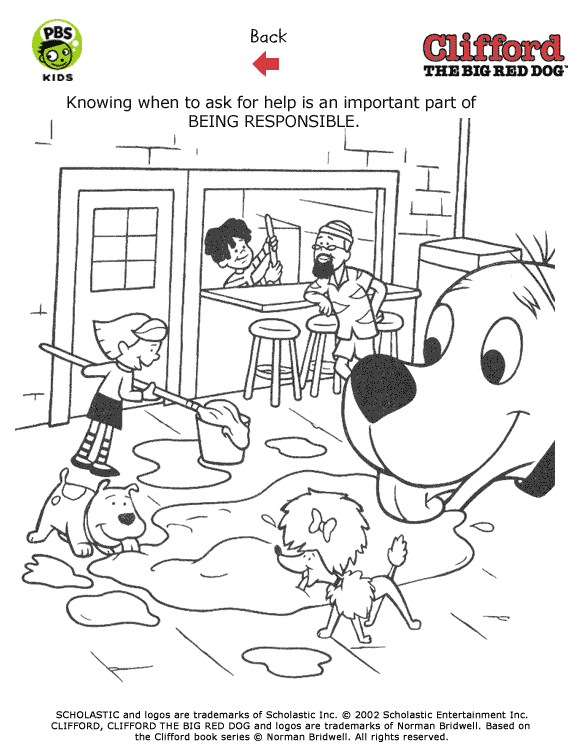 PBS
KIDS
Back
Clifford
THE BIG RED DOG™
Knowing when to ask for help is an important part of
BEING RESPONSIBLE.
SCHOLASTIC and logos are trademarks of Scholastic Inc. © 2002 Scholastic Entertainment Inc.
CLIFFORD, CLIFFORD THE BIG RED DOG and logos are trademarks of Norman Bridwell. Based on
the Clifford book series © Norman Bridwell. All rights reserved.